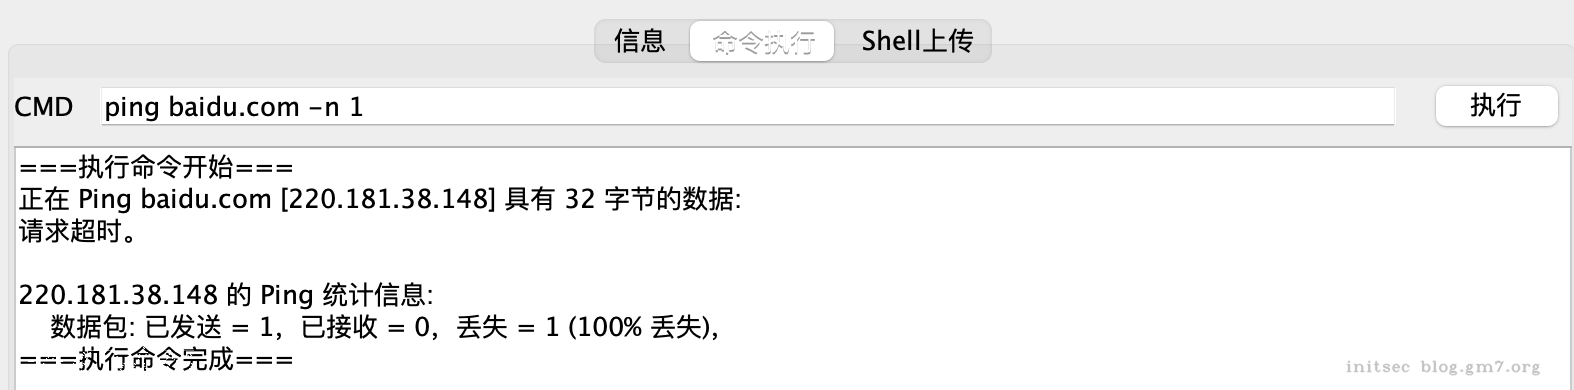 信息 命令执行 Shell上传
CMD ping baidu.com -n 1 执行
===执行命令开始===
正在 Ping baidu.com [220.181.38.148] 具有 32 字节的数据:
请求超时。
220.181.38.148 的 Ping 统计信息:
数据包: 已发送 = 1，已接收 = 0，丢失 = 1 (100% 丢失)，
===执行命令完成===
initsec blog.gm7.org